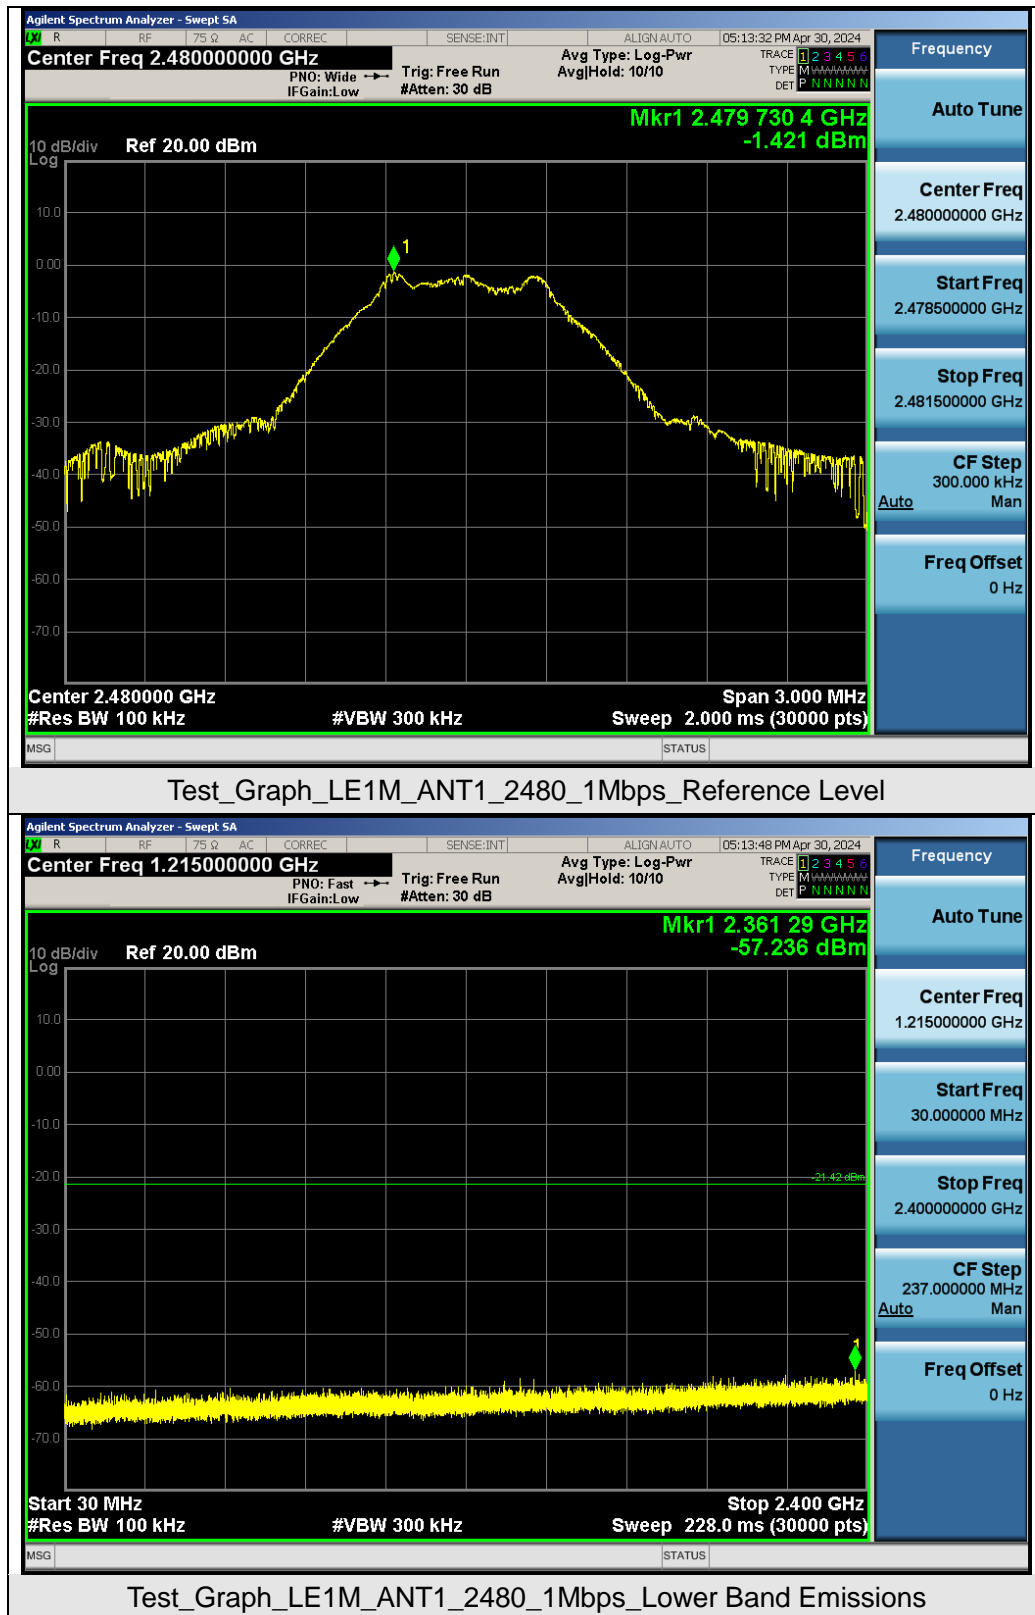 Agilent Spectrum Analyzer - Swept SA
LXI R RF 75 Ω AC CORREC SENSE:INT ALIGN AUTO 05:13:32 PM Apr 30, 2024
Center Freq 2.480000000 GHz
PNO: Wide
IFGain:Low
Trig: Free Run
#Atten: 30 dB
Avg Type: Log-Pwr
Avg|Hold: 10/10
TRACE 1 2 3 4 5 6
TYPE M
DET P N N N N N
Mkr1 2.479 730 4 GHz
-1.421 dBm
10 dB/div Ref 20.00 dBm
Log
10.0
0.00
-10.0
-20.0
-30.0
-40.0
-50.0
-60.0
-70.0
1
Center 2.480000 GHz Span 3.000 MHz
#Res BW 100 kHz #VBW 300 kHz Sweep 2.000 ms (30000 pts)
MSG STATUS
Frequency
Auto Tune
Center Freq
2.480000000 GHz
Start Freq
2.478500000 GHz
Stop Freq
2.481500000 GHz
CF Step
300.000 kHz
Auto Man
Freq Offset
0 Hz
Test_Graph_LE1M_ANT1_2480_1Mbps_Reference Level
Agilent Spectrum Analyzer - Swept SA
LXI R RF 75 Ω AC CORREC SENSE:INT ALIGN AUTO 05:13:48 PM Apr 30, 2024
Center Freq 1.215000000 GHz
PNO: Fast
IFGain:Low
Trig: Free Run
#Atten: 30 dB
Avg Type: Log-Pwr
Avg|Hold: 10/10
TRACE 1 2 3 4 5 6
TYPE M
DET P N N N N N
Mkr1 2.361 29 GHz
-57.236 dBm
10 dB/div Ref 20.00 dBm
Log
10.0
0.00
-10.0
-20.0
-30.0
-40.0
-50.0
-60.0
-70.0
-21.42 dBm
1
Start 30 MHz Stop 2.400 GHz
#Res BW 100 kHz #VBW 300 kHz Sweep 228.0 ms (30000 pts)
MSG STATUS
Frequency
Auto Tune
Center Freq
1.215000000 GHz
Start Freq
30.000000 MHz
Stop Freq
2.400000000 GHz
CF Step
237.000000 MHz
Auto Man
Freq Offset
0 Hz
Test_Graph_LE1M_ANT1_2480_1Mbps_Lower Band Emissions